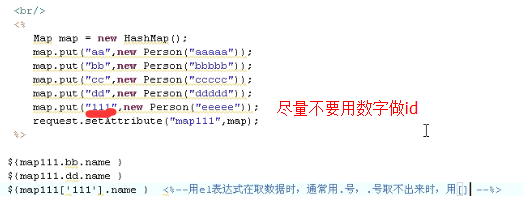 <br/>
<%
Map map = new HashMap();
map.put("aa",new Person("aaaaa"));
map.put("bb",new Person("bbbbb"));
map.put("cc",new Person("ccccc"));
map.put("dd",new Person("ddddd"));
map.put("111",new Person("eeeee")); 尽量不要用数字做id
request.setAttribute("map111",map);
%>
${map111.bb.name }
${map111.dd.name }
${map111['111'].name } <%--用el表达式在取数据时，通常用.号，.号取不出来时，用[] --%>